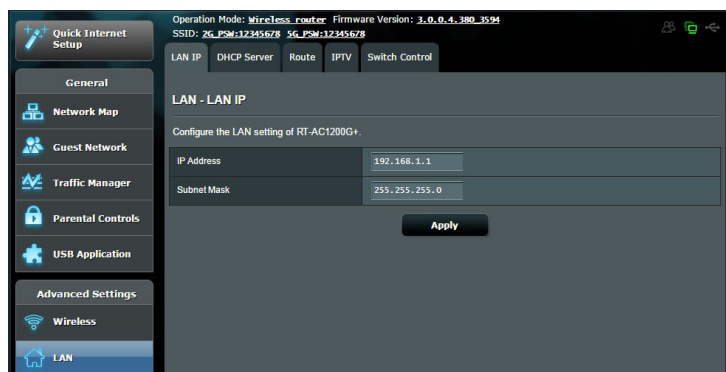 Quick Internet
Setup
General
Network Map
Guest Network
Traffic Manager
Parental Controls
USB Application
Advanced Settings
Wireless
LAN
Operation Mode: Wireless router Firmware Version: 3.0.0.4.380_3594
SSID: 2G_PSW:12345678 5G_PSW:12345678
LAN IP DHCP Server Route IPTV Switch Control
LAN - LAN IP
Configure the LAN setting of RT-AC1200G+.
IP Address 192.168.1.1
Subnet Mask 255.255.255.0
Apply